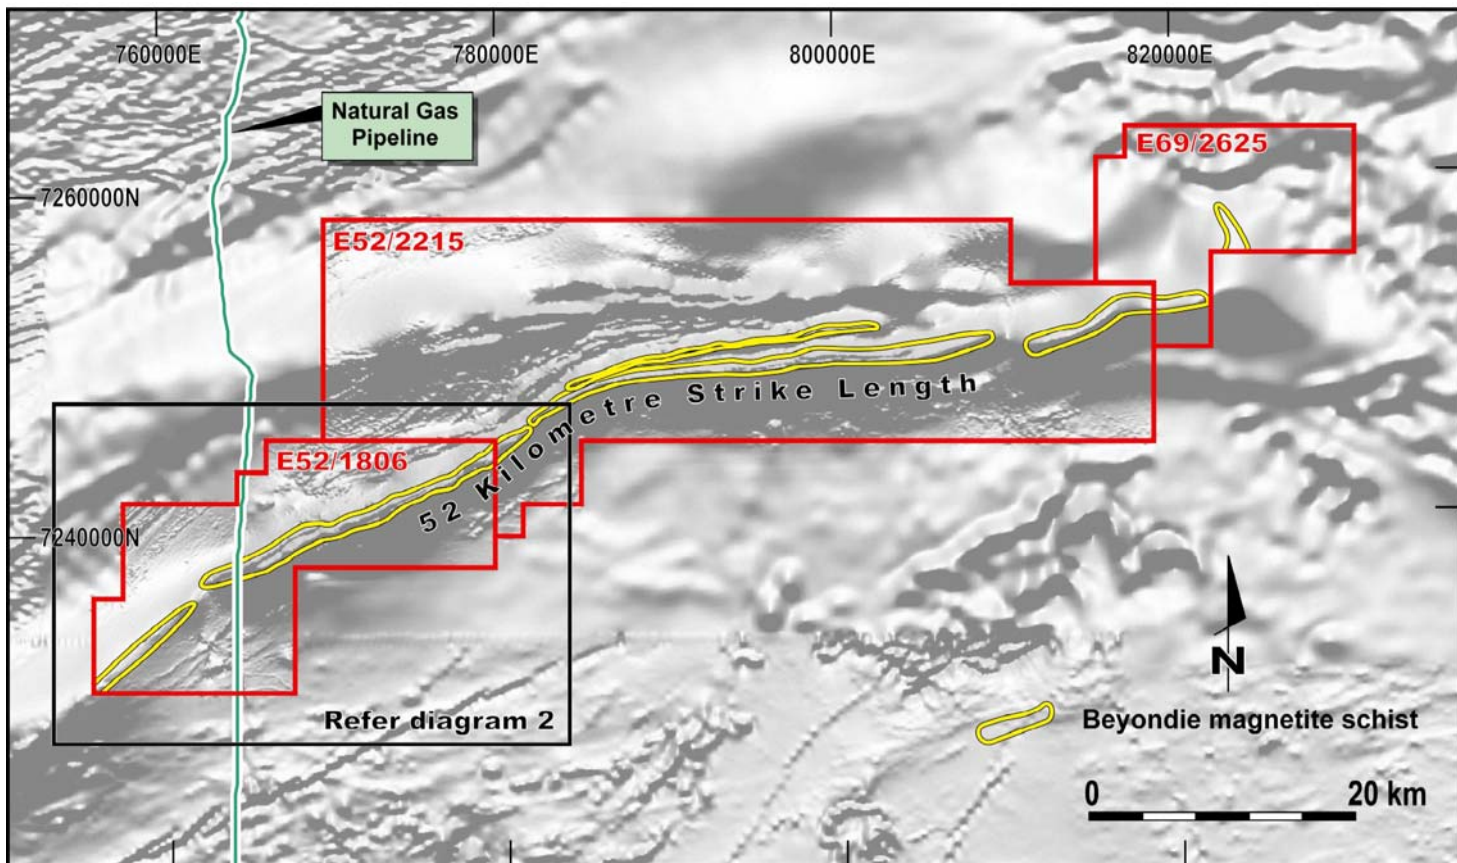 760000E
780000E
800000E
820000E
Natural Gas
Pipeline
E69/2625
7260000N
E52/2215
52 Kilometre Strike Length
E52/1806
7240000N
N
Refer diagram 2
Beyondie magnetite schist
0
20 km